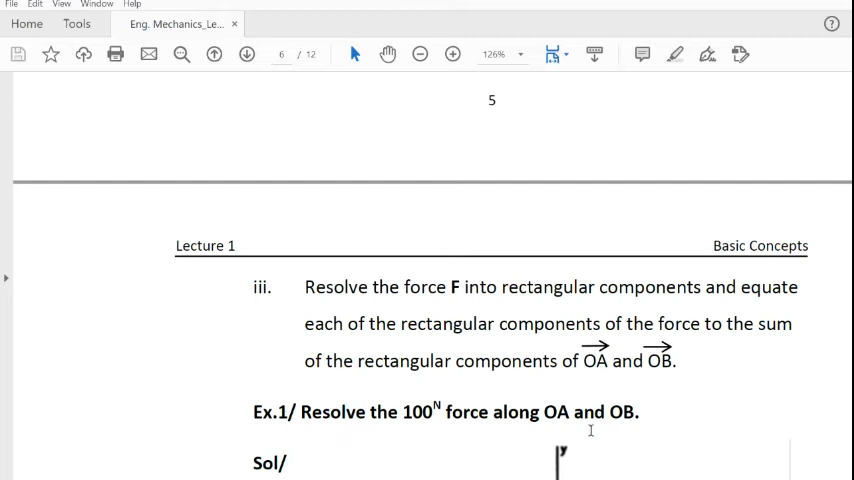 File Edit View Window Help
Home Tools Eng. Mechanics_Le... ×
6 / 12 126%
5
Lecture 1 Basic Concepts
iii. Resolve the force F into rectangular components and equate
each of the rectangular components of the force to the sum
of the rectangular components of OA and OB.
Ex.1/ Resolve the 100N force along OA and OB.
Sol/
y